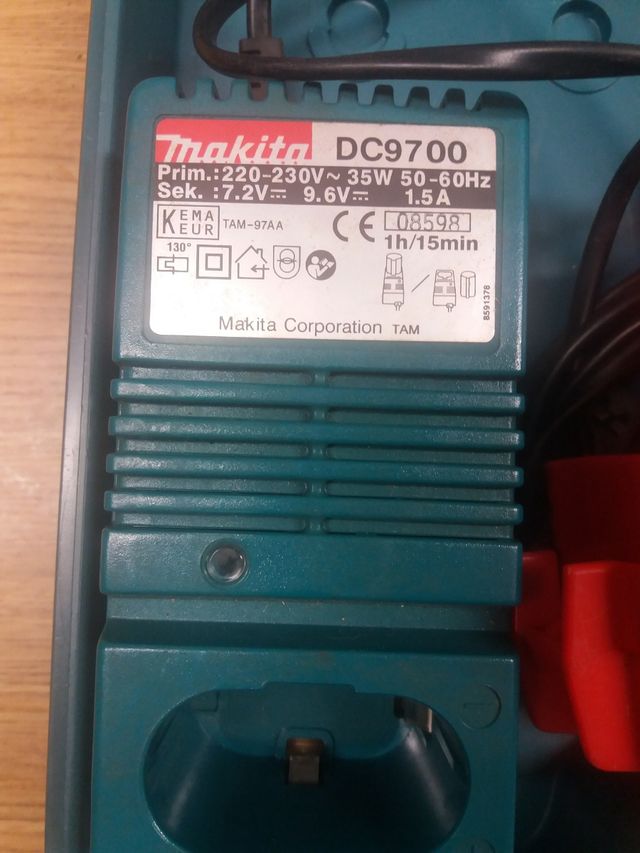 makita DC9700
Prim.:220-230V~ 35W 50-60Hz
Sek. :7.2V⎓ 9.6V⎓ 1.5A
KEMA
EUR
TAM-97AA
CE 08598
1h/15min
130°
8591378
Makita Corporation TAM